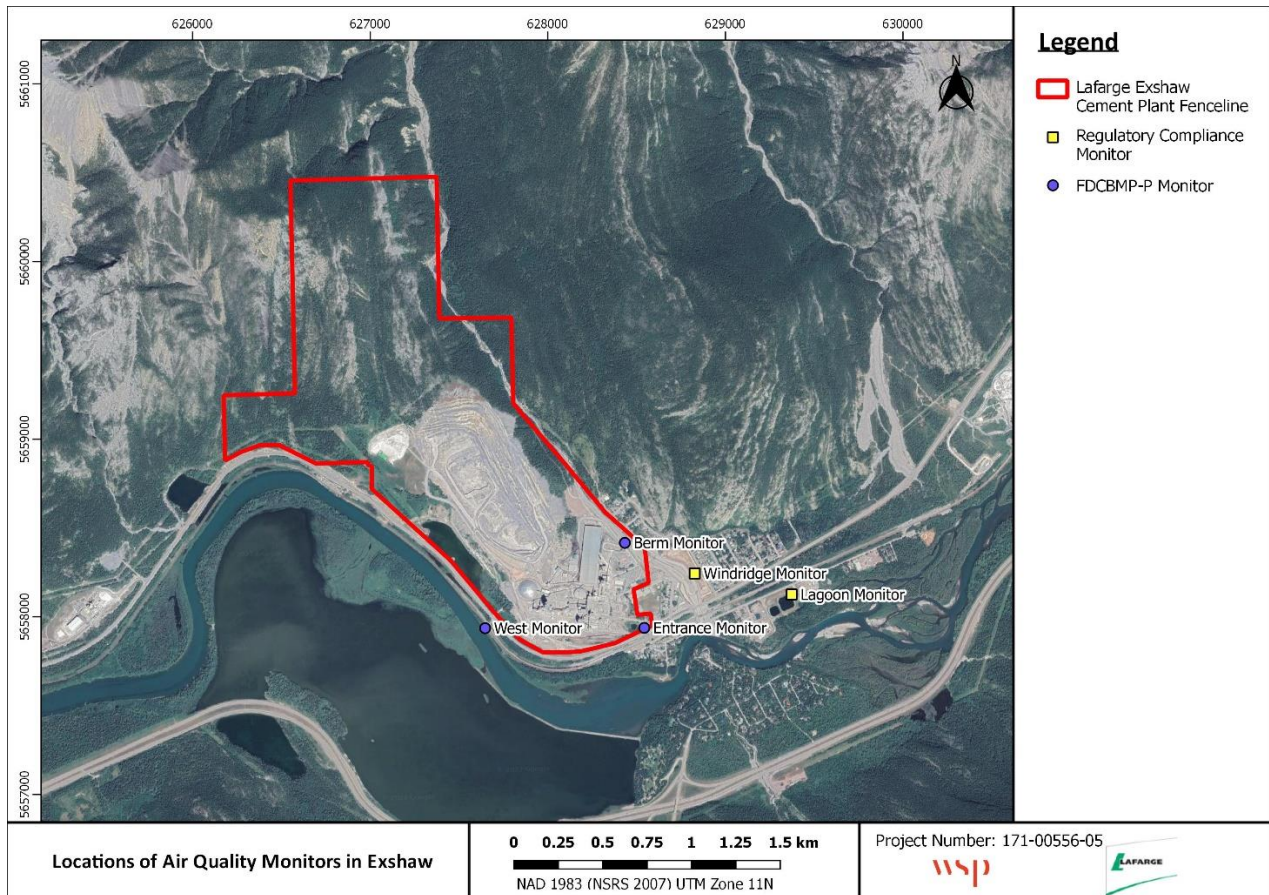 626000 627000 628000 629000 630000
5661000
5660000
5659000
5658000
5657000
Berm Monitor
Windridge Monitor
Lagoon Monitor
West Monitor
Entrance Monitor
N
Legend
Lafarge Exshaw
Cement Plant Fenceline
Regulatory Compliance
Monitor
FDCBMP-P Monitor
Locations of Air Quality Monitors in Exshaw
0 0.25 0.5 0.75 1 1.25 1.5 km
NAD 1983 (NSRS 2007) UTM Zone 11N
Project Number: 171-00556-05
wsp
LAFARGE